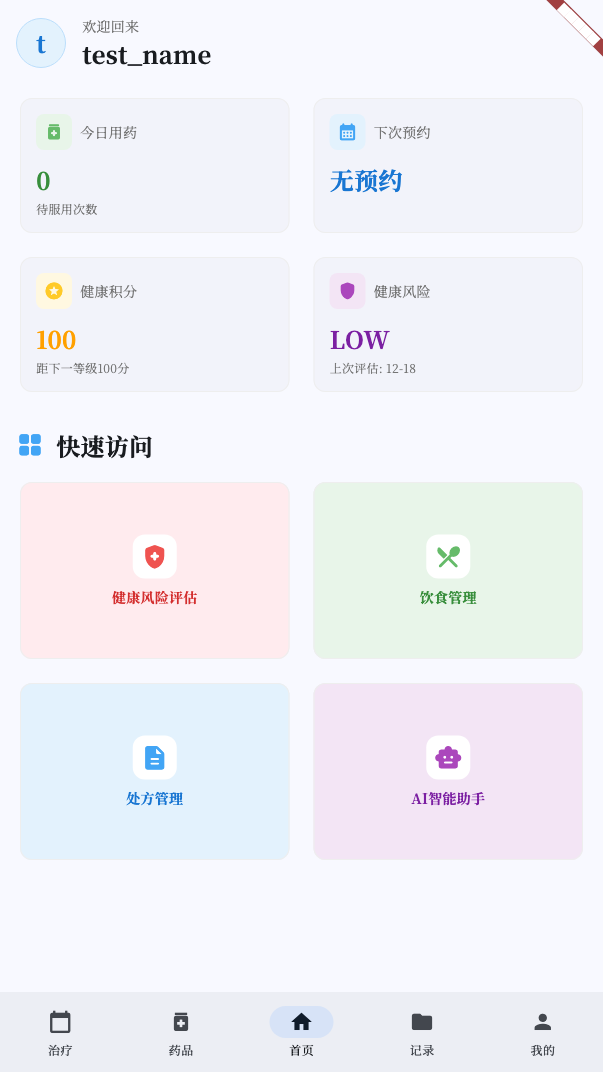 t
欢迎回来
test_name
今日用药
0
待服用次数
下次预约
无预约
健康积分
100
距下一等级100分
健康风险
LOW
上次评估: 12-18
快速访问
健康风险评估
饮食管理
处方管理
AI智能助手
治疗
药品
首页
记录
我的